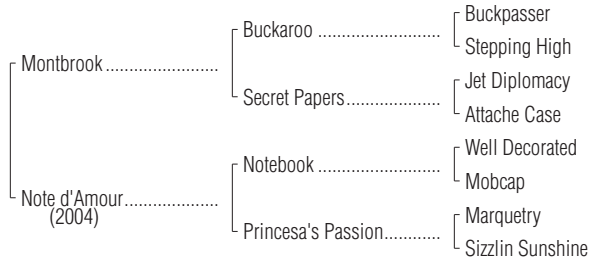 Buckpasser
Buckaroo ............................
Stepping High
Montbrook ..........................
Jet Diplomacy
Secret Papers......................
Attache Case
Well Decorated
Notebook ............................
Mobcap
Note d'Amour......................
(2004)
Marquetry
Princesa's Passion.............
Sizzlin Sunshine